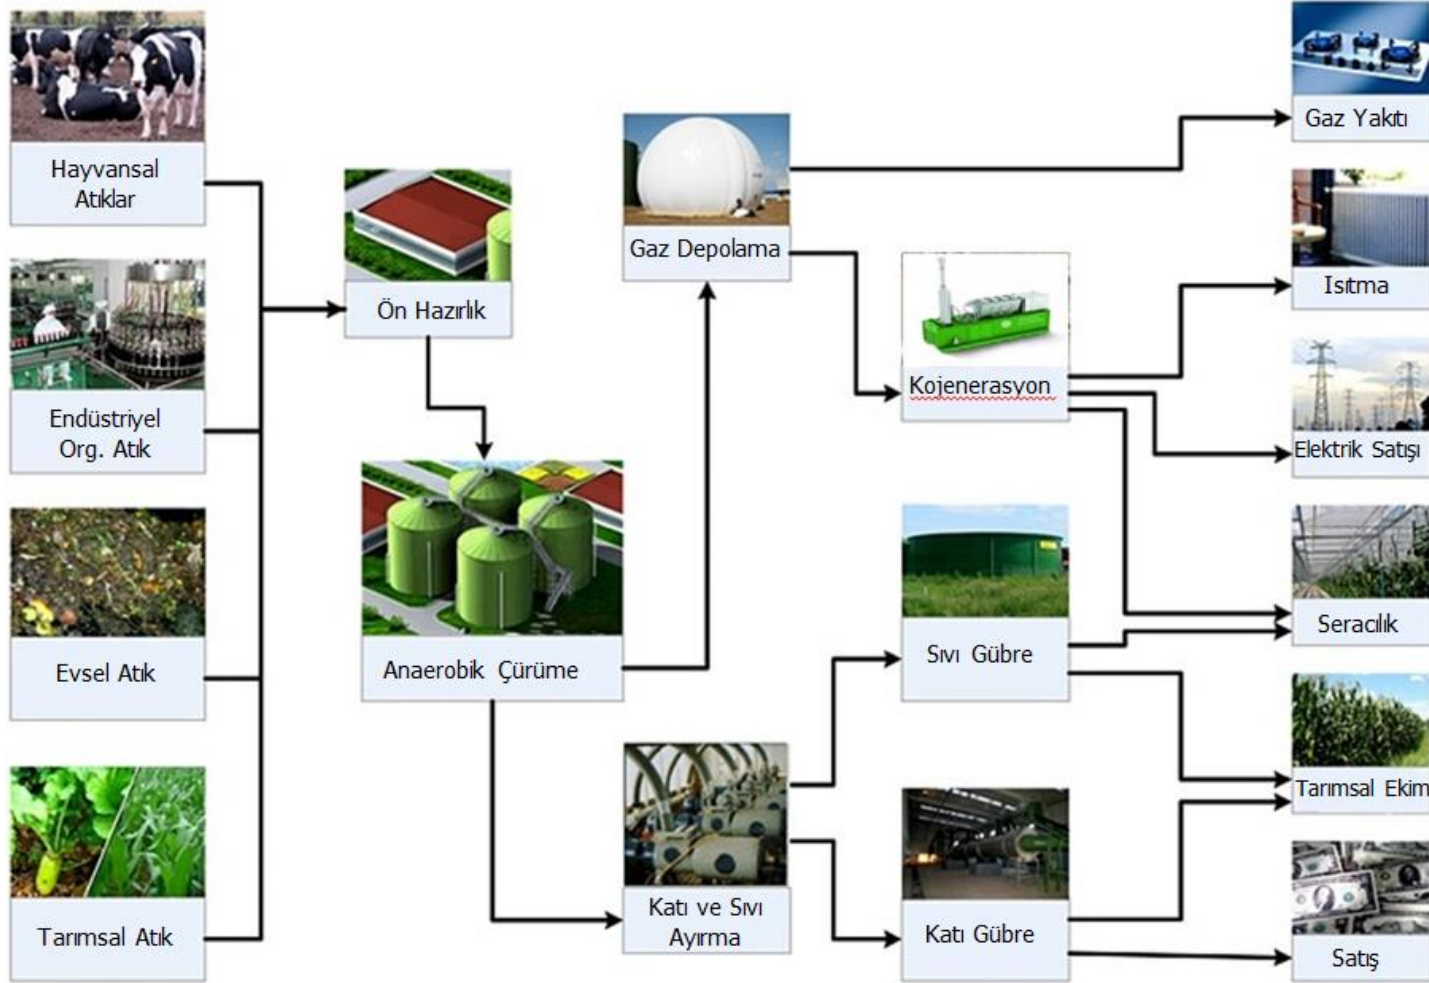 Hayvansal
Atıklar
Endüstriyel
Org. Atık
Evsel Atık
Tarımsal Atık
Ön Hazırlık
Anaerobik Çürüme
Gaz Depolama
Katı ve Sıvı
Ayırma
Kojenerasyon
Sıvı Gübre
Katı Gübre
Gaz Yakıtı
Isıtma
Elektrik Satışı
Seracılık
Tarımsal Ekim
Satış